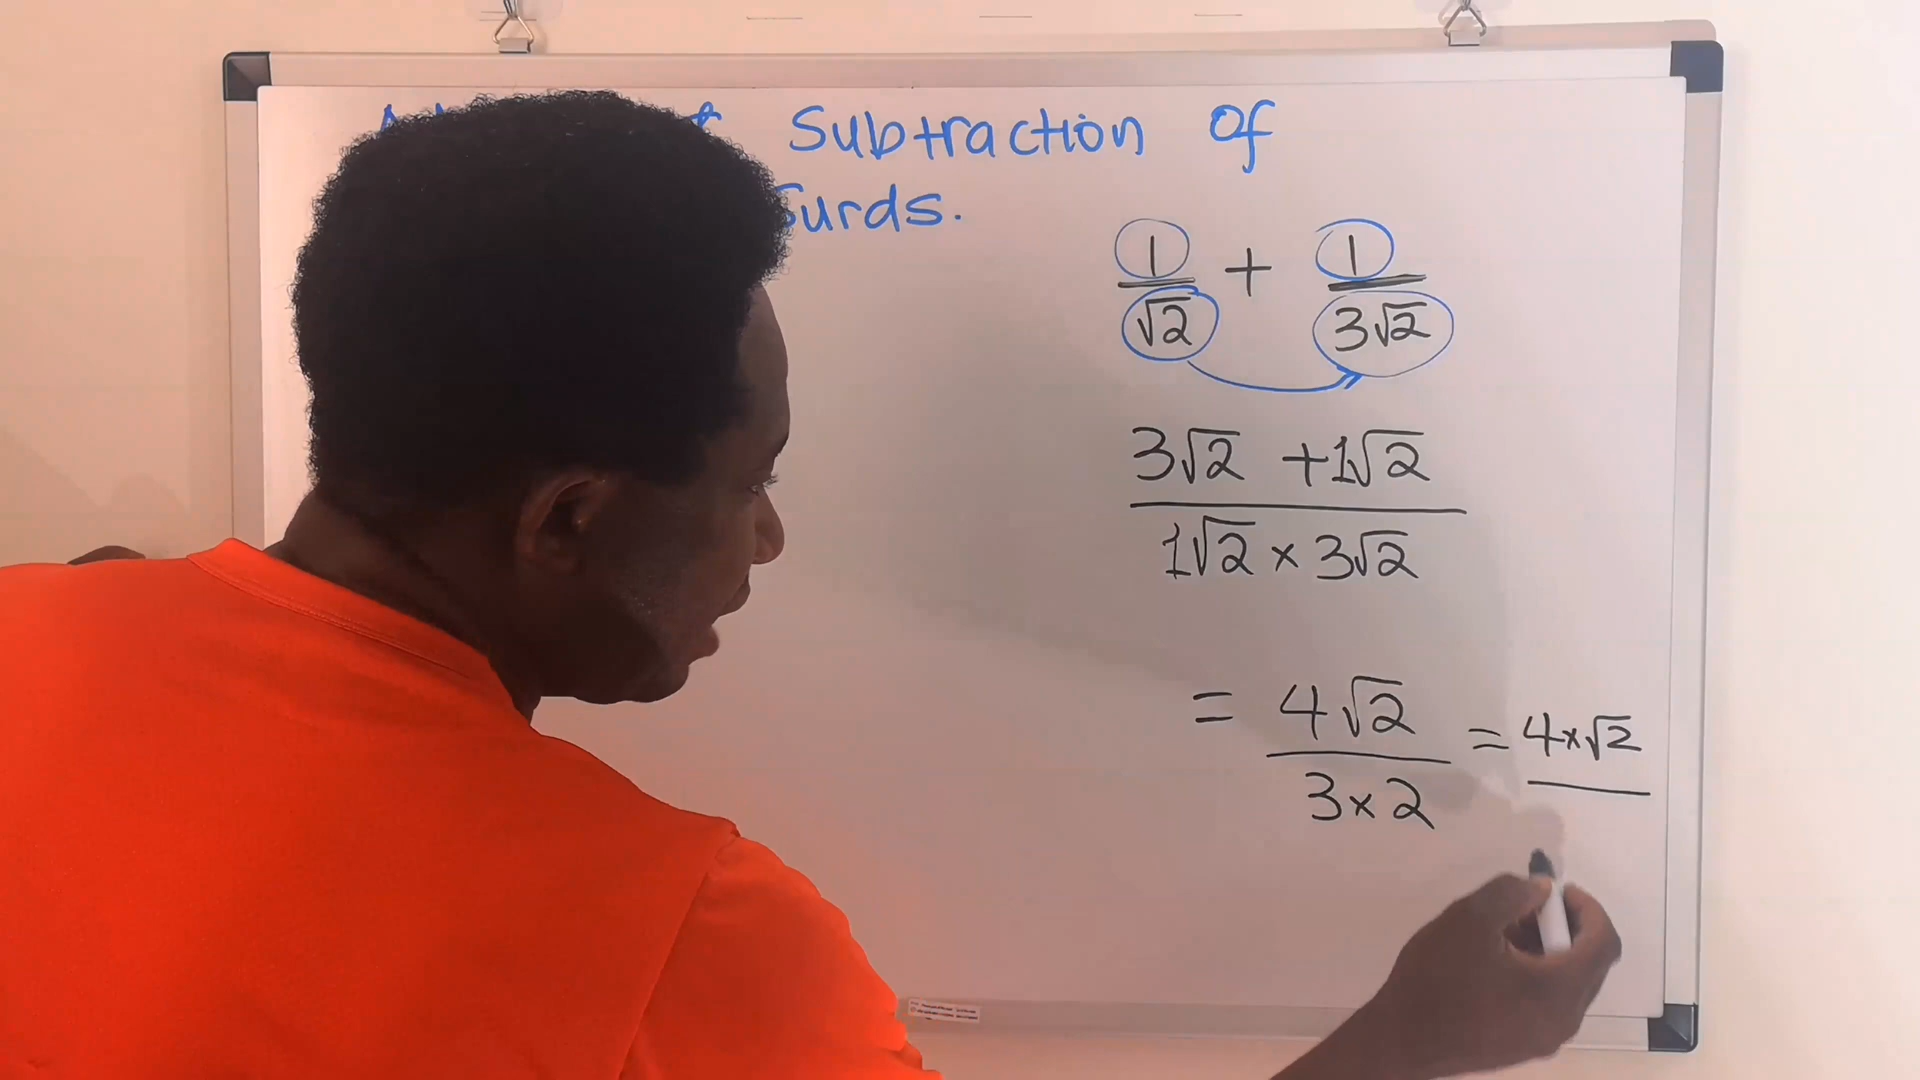 Subtraction Of
Surds.
1/√2 + 1/3√2
3√2 + 1√2
1√2 × 3√2
= 4√2 / 3×2 = 4×√2